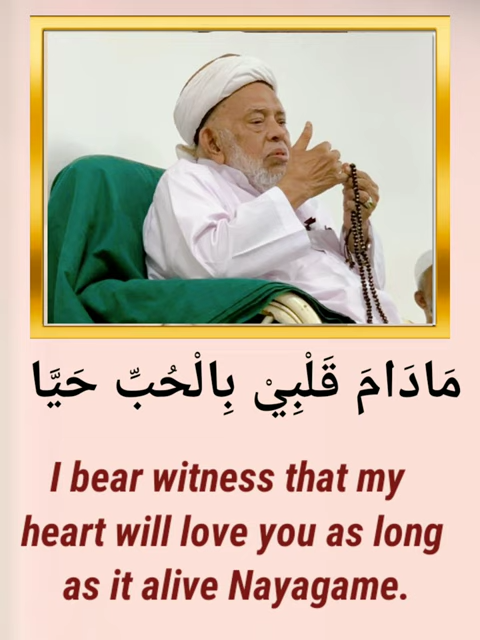 مَادَامَ قَلْبِيْ بِالْحُبِّ حَيَّا
I bear witness that my
heart will love you as long
as it alive Nayagame.